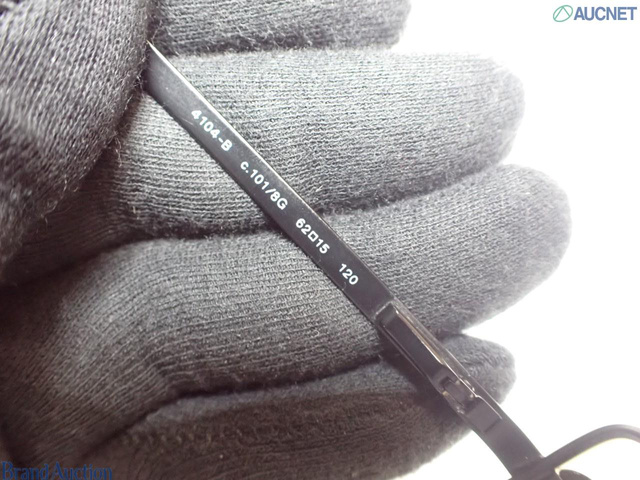 AUCNET
4104-B c.101/8G 62□15 120
Brand Auction